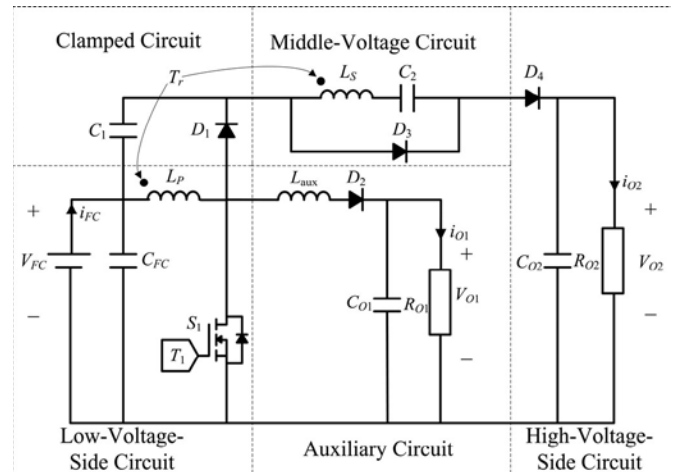 Clamped Circuit
Middle-Voltage Circuit
Tr
LS
C2
D4
C1
D1
D3
LP
Laux
D2
+
iFC
iO1
iO2
+
VFC
CFC
+
CO1
RO1
VO1
CO2
RO2
VO2
−
S1
T1
−
−
Low-Voltage-
Side Circuit
Auxiliary Circuit
High-Voltage-
Side Circuit